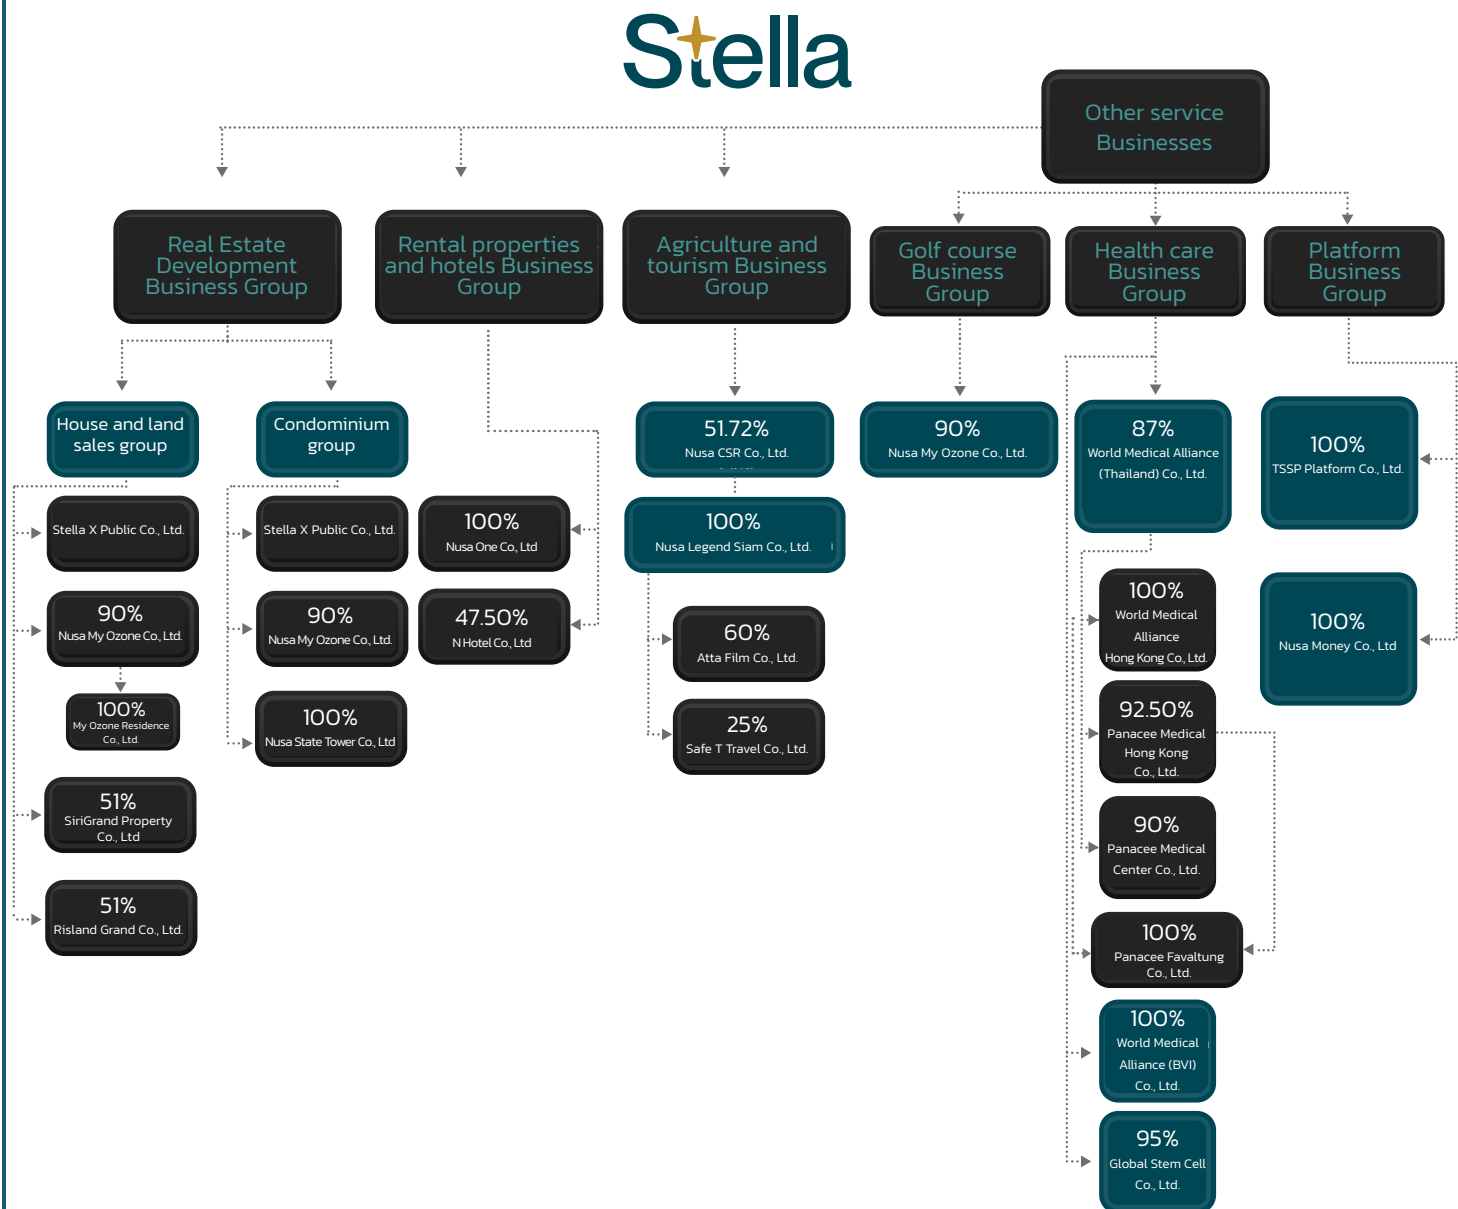 Stella
Other service
Businesses
Real Estate
Development
Business Group
Rental properties
and hotels Business
Group
Agriculture and
tourism Business
Group
Golf course
Business
Group
Health care
Business
Group
Platform
Business
Group
House and land
sales group
Stella X Public Co., Ltd.
90%
Nusa My Ozone Co., Ltd.
100%
My Ozone Residence
Co., Ltd.
51%
SiriGrand Property
Co., Ltd
51%
Risland Grand Co., Ltd.
Condominium
group
Stella X Public Co., Ltd.
90%
Nusa My Ozone Co., Ltd.
100%
Nusa State Tower Co., Ltd
100%
Nusa One Co., Ltd
47.50%
N Hotel Co., Ltd
51.72%
Nusa CSR Co., Ltd.
100%
Nusa Legend Siam Co., Ltd.
60%
Atta Film Co., Ltd.
25%
Safe T Travel Co., Ltd.
90%
Nusa My Ozone Co., Ltd.
87%
World Medical Alliance
(Thailand) Co., Ltd.
100%
World Medical
Alliance
Hong Kong Co., Ltd.
92.50%
Panacee Medical
Hong Kong
Co., Ltd.
90%
Panacee Medical
Center Co., Ltd.
100%
Panacee Favaltung
Co., Ltd.
100%
World Medical
Alliance (BVI)
Co., Ltd.
95%
Global Stem Cell
Co., Ltd.
100%
TSSP Platform Co., Ltd.
100%
Nusa Money Co., Ltd